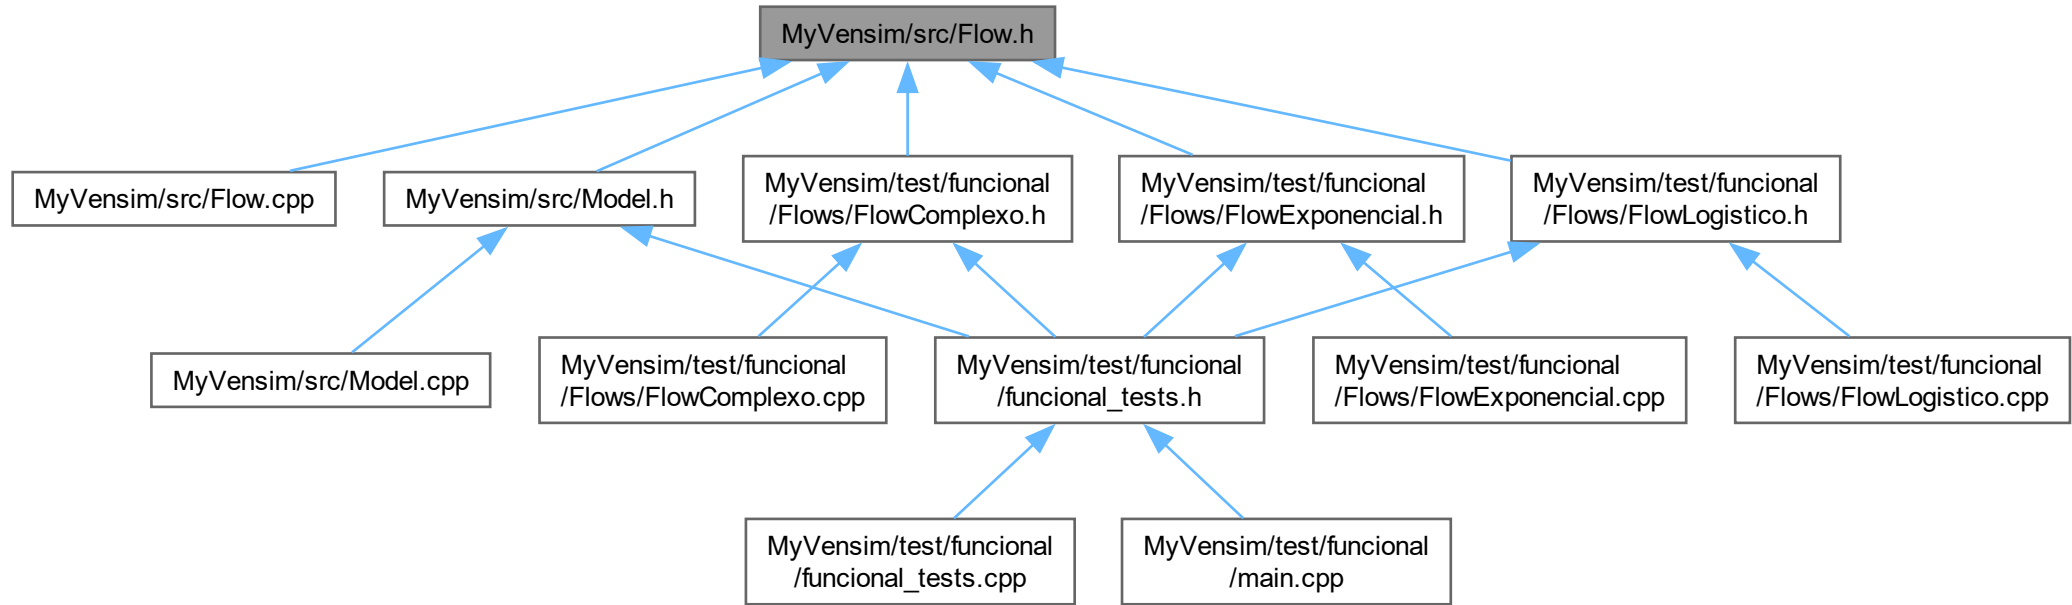 MyVensim/src/Flow.h
MyVensim/src/Flow.cpp
MyVensim/src/Model.h
MyVensim/test/funcional
/Flows/FlowComplexo.h
MyVensim/test/funcional
/Flows/FlowExponencial.h
MyVensim/test/funcional
/Flows/FlowLogistico.h
MyVensim/src/Model.cpp
MyVensim/test/funcional
/Flows/FlowComplexo.cpp
MyVensim/test/funcional
/funcional_tests.h
MyVensim/test/funcional
/Flows/FlowExponencial.cpp
MyVensim/test/funcional
/Flows/FlowLogistico.cpp
MyVensim/test/funcional
/funcional_tests.cpp
MyVensim/test/funcional
/main.cpp